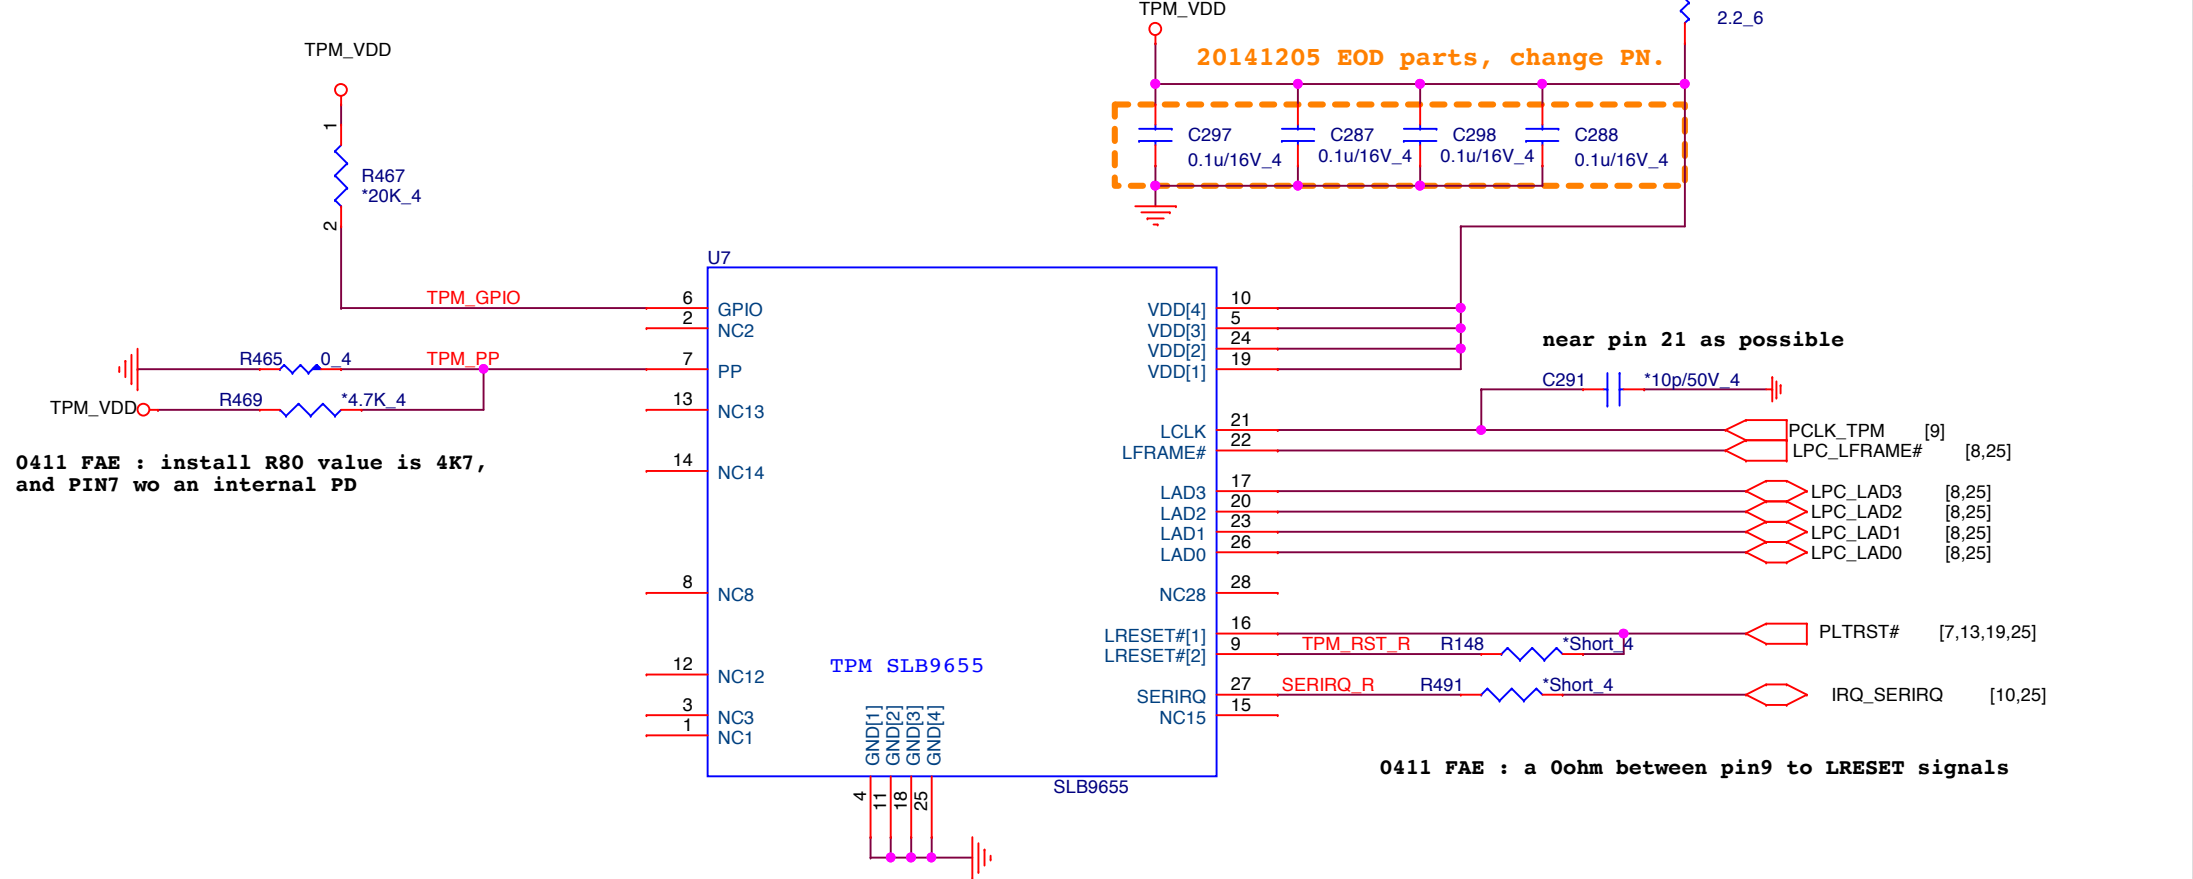 TPM_VDD
2.2_6
TPM_VDD
20141205 EOD parts, change PN.
1
R467
*20K_4
2
C297
0.1u/16V_4
C287
0.1u/16V_4
C298
0.1u/16V_4
C288
0.1u/16V_4
U7
TPM_GPIO
6
GPIO
2
NC2
R465
0_4
TPM_PP
7
PP
TPM_VDD
R469
*4.7K_4
13
NC13
0411 FAE : install R80 value is 4K7,
and PIN7 wo an internal PD
14
NC14
8
NC8
12
NC12
3
NC3
1
NC1
TPM SLB9655
GND[1]
GND[2]
GND[3]
GND[4]
4
11
18
25
SLB9655
VDD[4]
10
VDD[3]
5
VDD[2]
24
VDD[1]
19
near pin 21 as possible
C291
*10p/50V_4
LCLK
21
PCLK_TPM
[9]
LFRAME#
22
LPC_LFRAME#
[8,25]
LAD3
17
LPC_LAD3
[8,25]
LAD2
20
LPC_LAD2
[8,25]
LAD1
23
LPC_LAD1
[8,25]
LAD0
26
LPC_LAD0
[8,25]
NC28
28
LRESET#[1]
16
PLTRST#
[7,13,19,25]
LRESET#[2]
9
TPM_RST_R
R148
*Short_4
SERIRQ
27
SERIRQ_R
R491
*Short_4
IRQ_SERIRQ
[10,25]
NC15
15
0411 FAE : a 0ohm between pin9 to LRESET signals